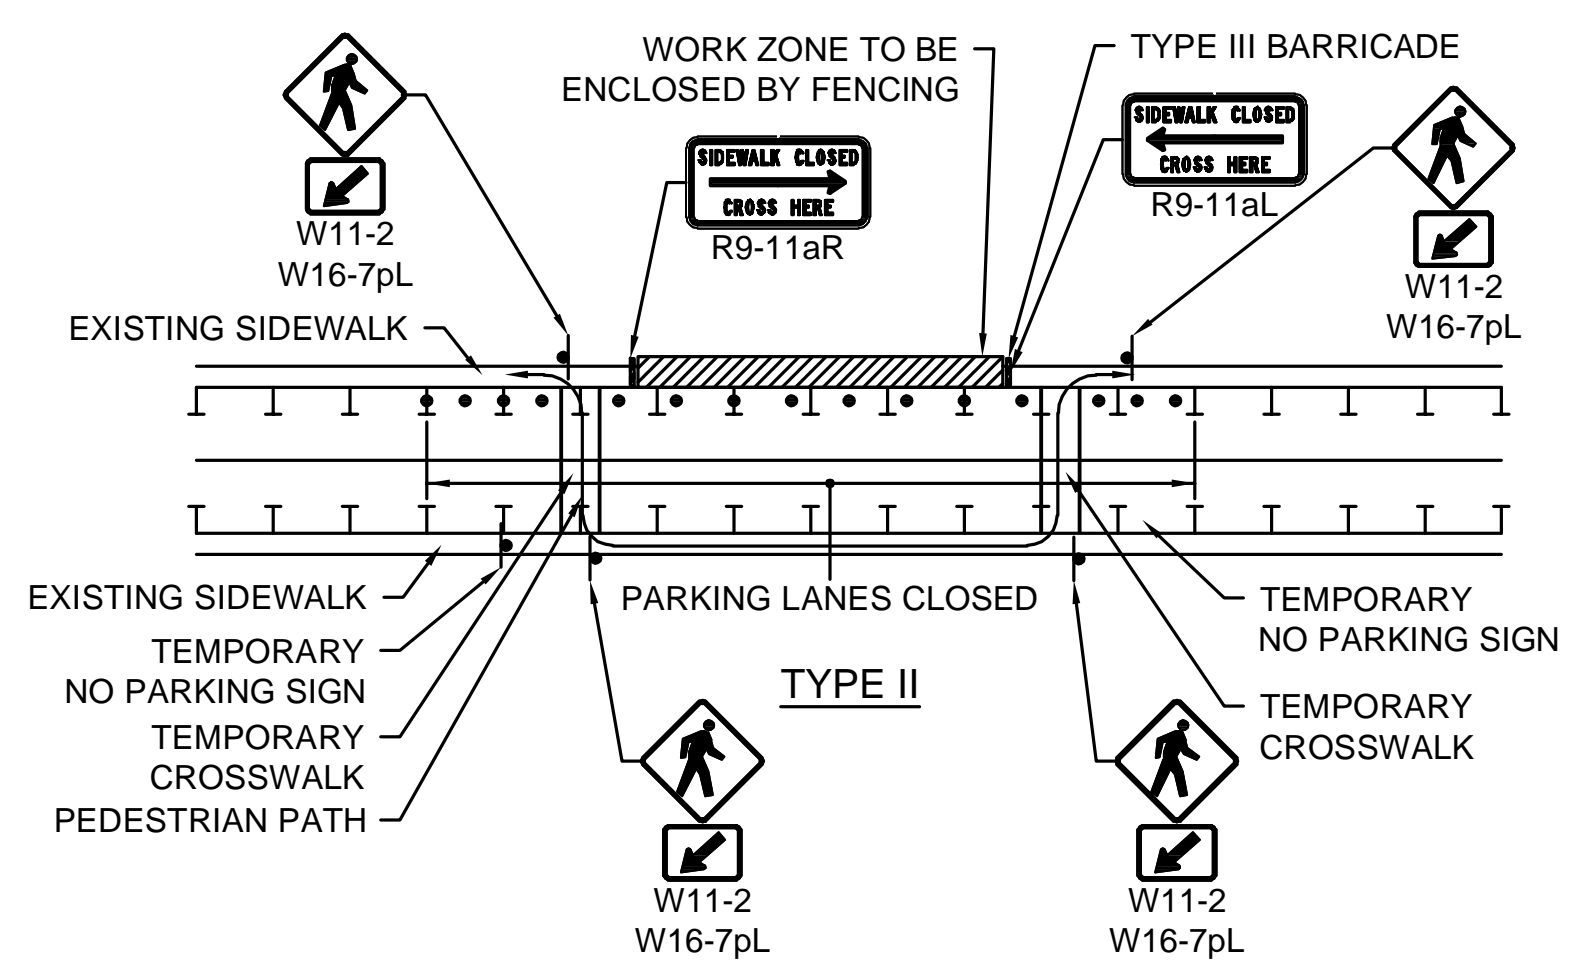 WORK ZONE TO BE
ENCLOSED BY FENCING
TYPE III BARRICADE
SIDEWALK CLOSED
CROSS HERE
R9-11aR
SIDEWALK CLOSED
CROSS HERE
R9-11aL
W11-2
W16-7pL
W11-2
W16-7pL
EXISTING SIDEWALK
EXISTING SIDEWALK
TEMPORARY
NO PARKING SIGN
TEMPORARY
CROSSWALK
PEDESTRIAN PATH
PARKING LANES CLOSED
TYPE II
TEMPORARY
NO PARKING SIGN
TEMPORARY
CROSSWALK
W11-2
W16-7pL
W11-2
W16-7pL